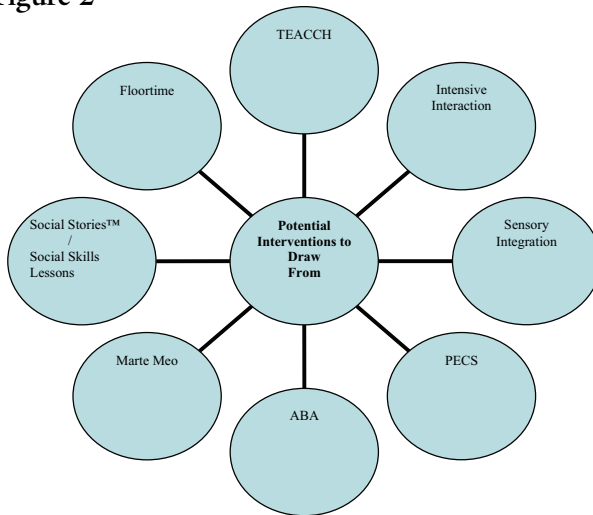 Figure 2
TEACCH
Floortime
Intensive
Interaction
Social Stories™
/
Social Skills
Lessons
Potential
Interventions to
Draw
From
Sensory
Integration
Marte Meo
PECS
ABA